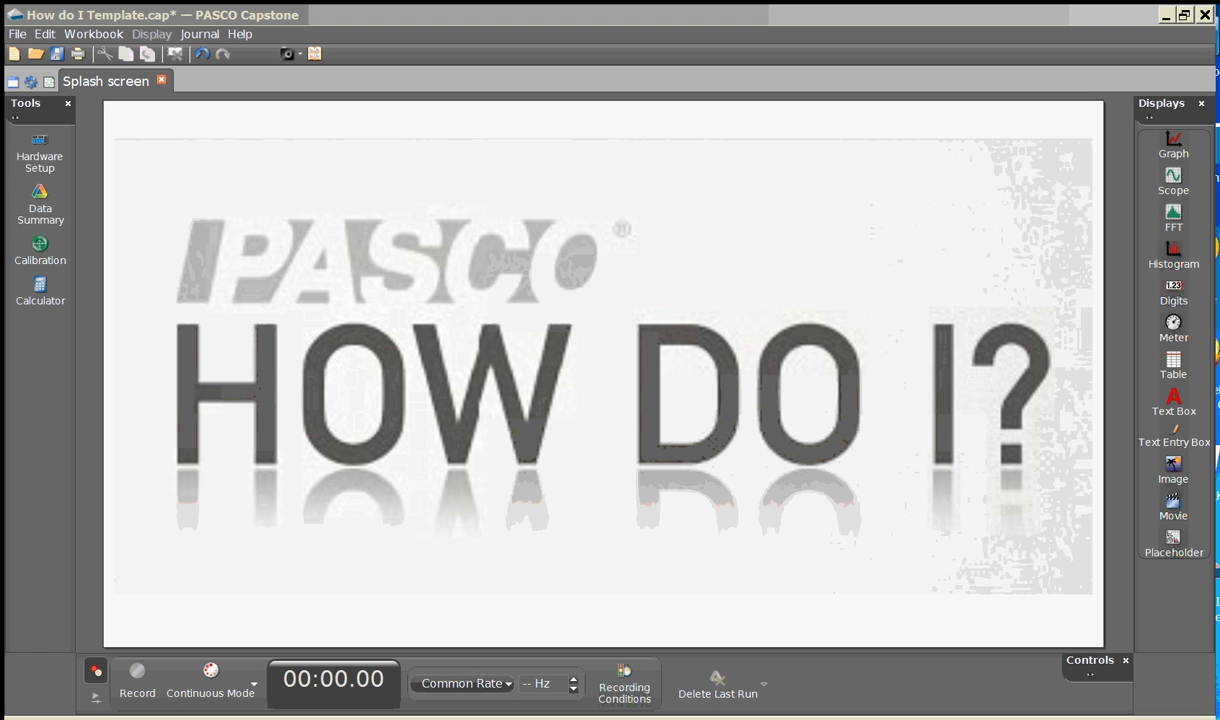 How do I Template.cap* — PASCO Capstone
File Edit Workbook Display Journal Help
Splash screen
Tools
Hardware
Setup
Data
Summary
Calibration
Calculator
PASCO®
HOW DO I?
Displays
Graph
Scope
FFT
Histogram
1.23
Digits
Meter
Table
A
Text Box
Text Entry Box
Image
Movie
Placeholder
Record
Continuous Mode
00:00.00
Common Rate
-- Hz
Recording
Conditions
Delete Last Run
Controls